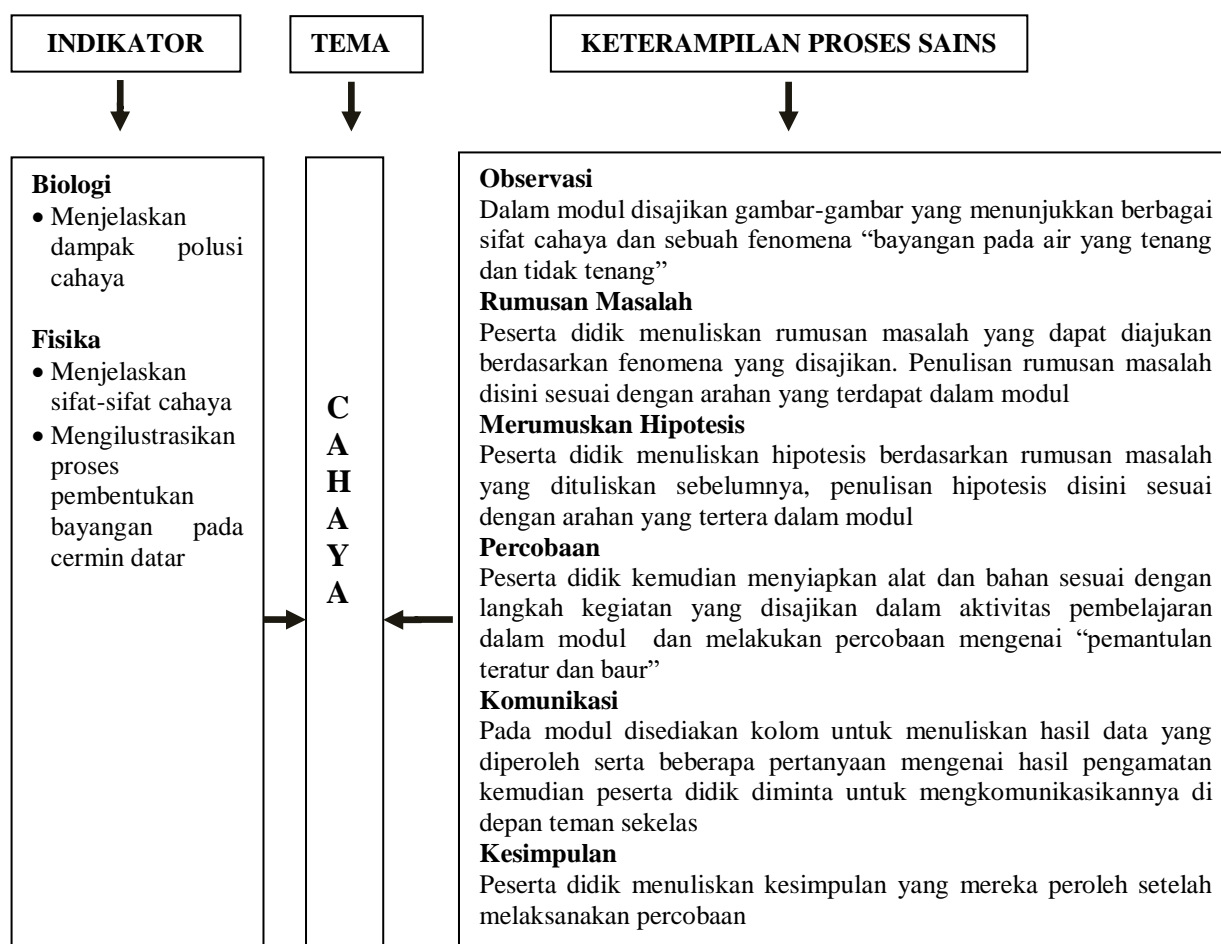 INDIKATOR
TEMA
KETERAMPILAN PROSES SAINS
Biologi
• Menjelaskan
dampak polusi
cahaya
Fisika
• Menjelaskan
sifat-sifat cahaya
• Mengilustrasikan
proses
pembentukan
bayangan pada
cermin datar
C
A
H
A
Y
A
Observasi
Dalam modul disajikan gambar-gambar yang menunjukkan berbagai
sifat cahaya dan sebuah fenomena “bayangan pada air yang tenang
dan tidak tenang”
Rumusan Masalah
Peserta didik menuliskan rumusan masalah yang dapat diajukan
berdasarkan fenomena yang disajikan. Penulisan rumusan masalah
disini sesuai dengan arahan yang terdapat dalam modul
Merumuskan Hipotesis
Peserta didik menuliskan hipotesis berdasarkan rumusan masalah
yang dituliskan sebelumnya, penulisan hipotesis disini sesuai
dengan arahan yang tertera dalam modul
Percobaan
Peserta didik kemudian menyiapkan alat dan bahan sesuai dengan
langkah kegiatan yang disajikan dalam aktivitas pembelajaran
dalam modul dan melakukan percobaan mengenai “pemantulan
teratur dan baur”
Komunikasi
Pada modul disediakan kolom untuk menuliskan hasil data yang
diperoleh serta beberapa pertanyaan mengenai hasil pengamatan
kemudian peserta didik diminta untuk mengkomunikasikannya di
depan teman sekelas
Kesimpulan
Peserta didik menuliskan kesimpulan yang mereka peroleh setelah
melaksanakan percobaan